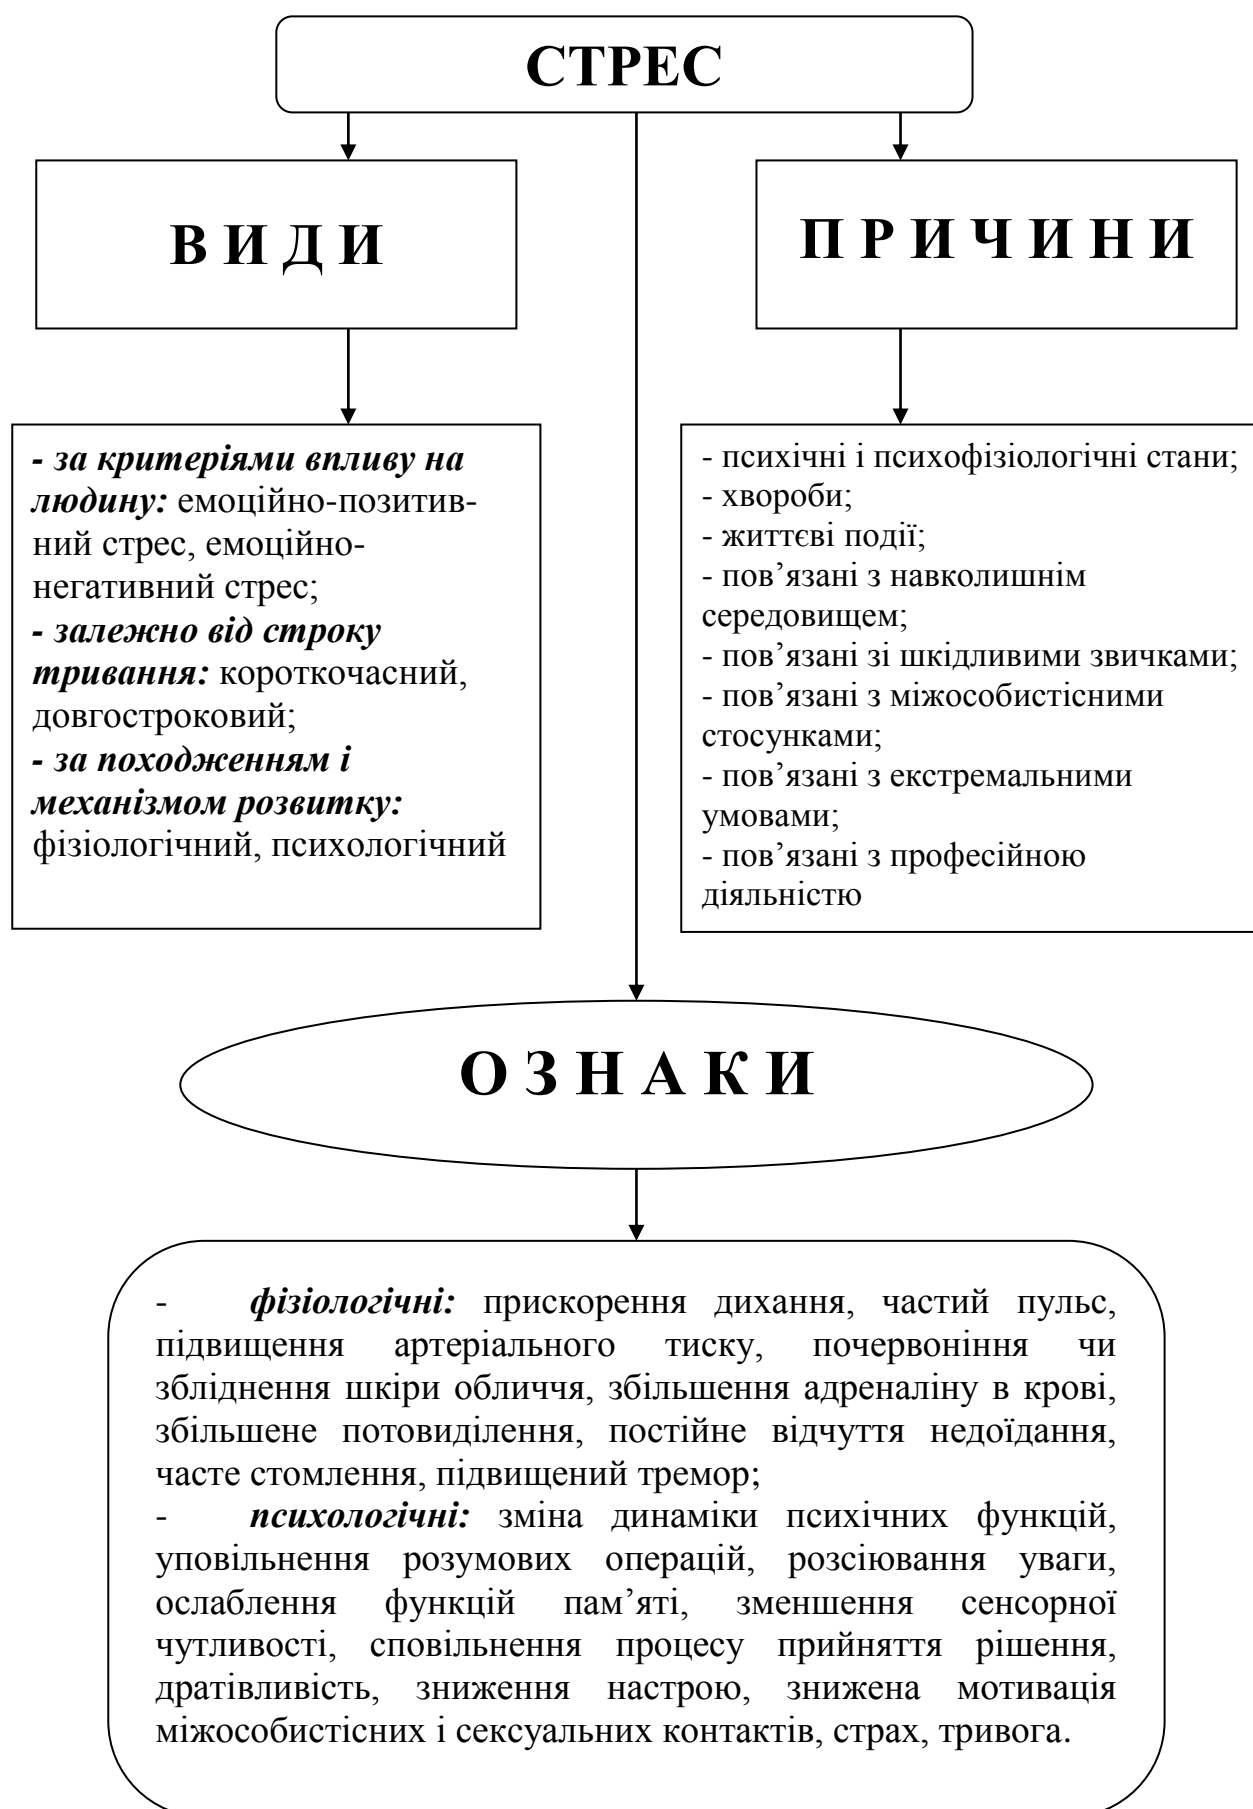 СТРЕС
В И Д И
П Р И Ч И Н И
- за критеріями впливу на
людину: емоційно-позитив-
ний стрес, емоційно-
негативний стрес;
- залежно від строку
тривання: короткочасний,
довгостроковий;
- за походженням і
механізмом розвитку:
фізіологічний, психологічний
- психічні і психофізіологічні стани;
- хвороби;
- життєві події;
- пов’язані з навколишнім
середовищем;
- пов’язані зі шкідливими звичками;
- пов’язані з міжособистісними
стосунками;
- пов’язані з екстремальними
умовами;
- пов’язані з професійною
діяльністю
О З Н А К И
- фізіологічні: прискорення дихання, частий пульс,
підвищення артеріального тиску, почервоніння чи
збліднення шкіри обличчя, збільшення адреналіну в крові,
збільшене потовиділення, постійне відчуття недоїдання,
часте стомлення, підвищений тремор;
- психологічні: зміна динаміки психічних функцій,
уповільнення розумових операцій, розсіювання уваги,
ослаблення функцій пам’яті, зменшення сенсорної
чутливості, сповільнення процесу прийняття рішення,
дратівливість, зниження настрою, знижена мотивація
міжособистісних і сексуальних контактів, страх, тривога.